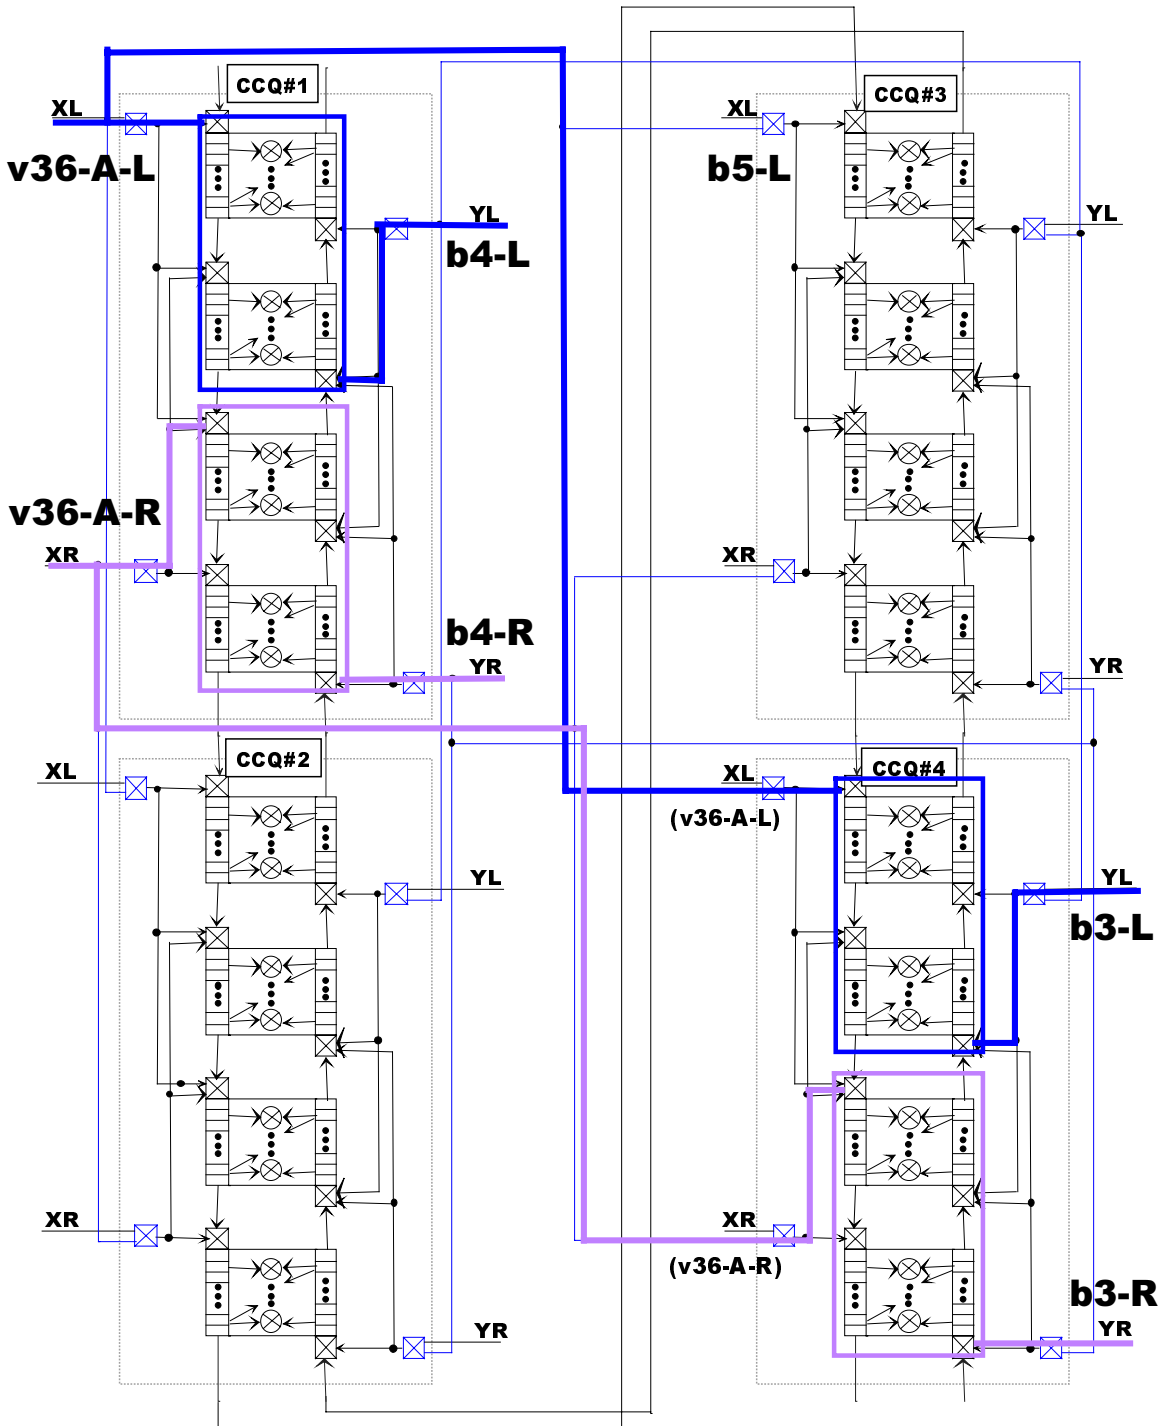 CCQ#1
XL
v36-A-L
YL
b4-L
v36-A-R
XR
b4-R
YR
CCQ#3
XL
b5-L
YL
XR
YR
CCQ#2
XL
YL
XR
YR
CCQ#4
XL
(v36-A-L)
YL
b3-L
XR
(v36-A-R)
b3-R
YR